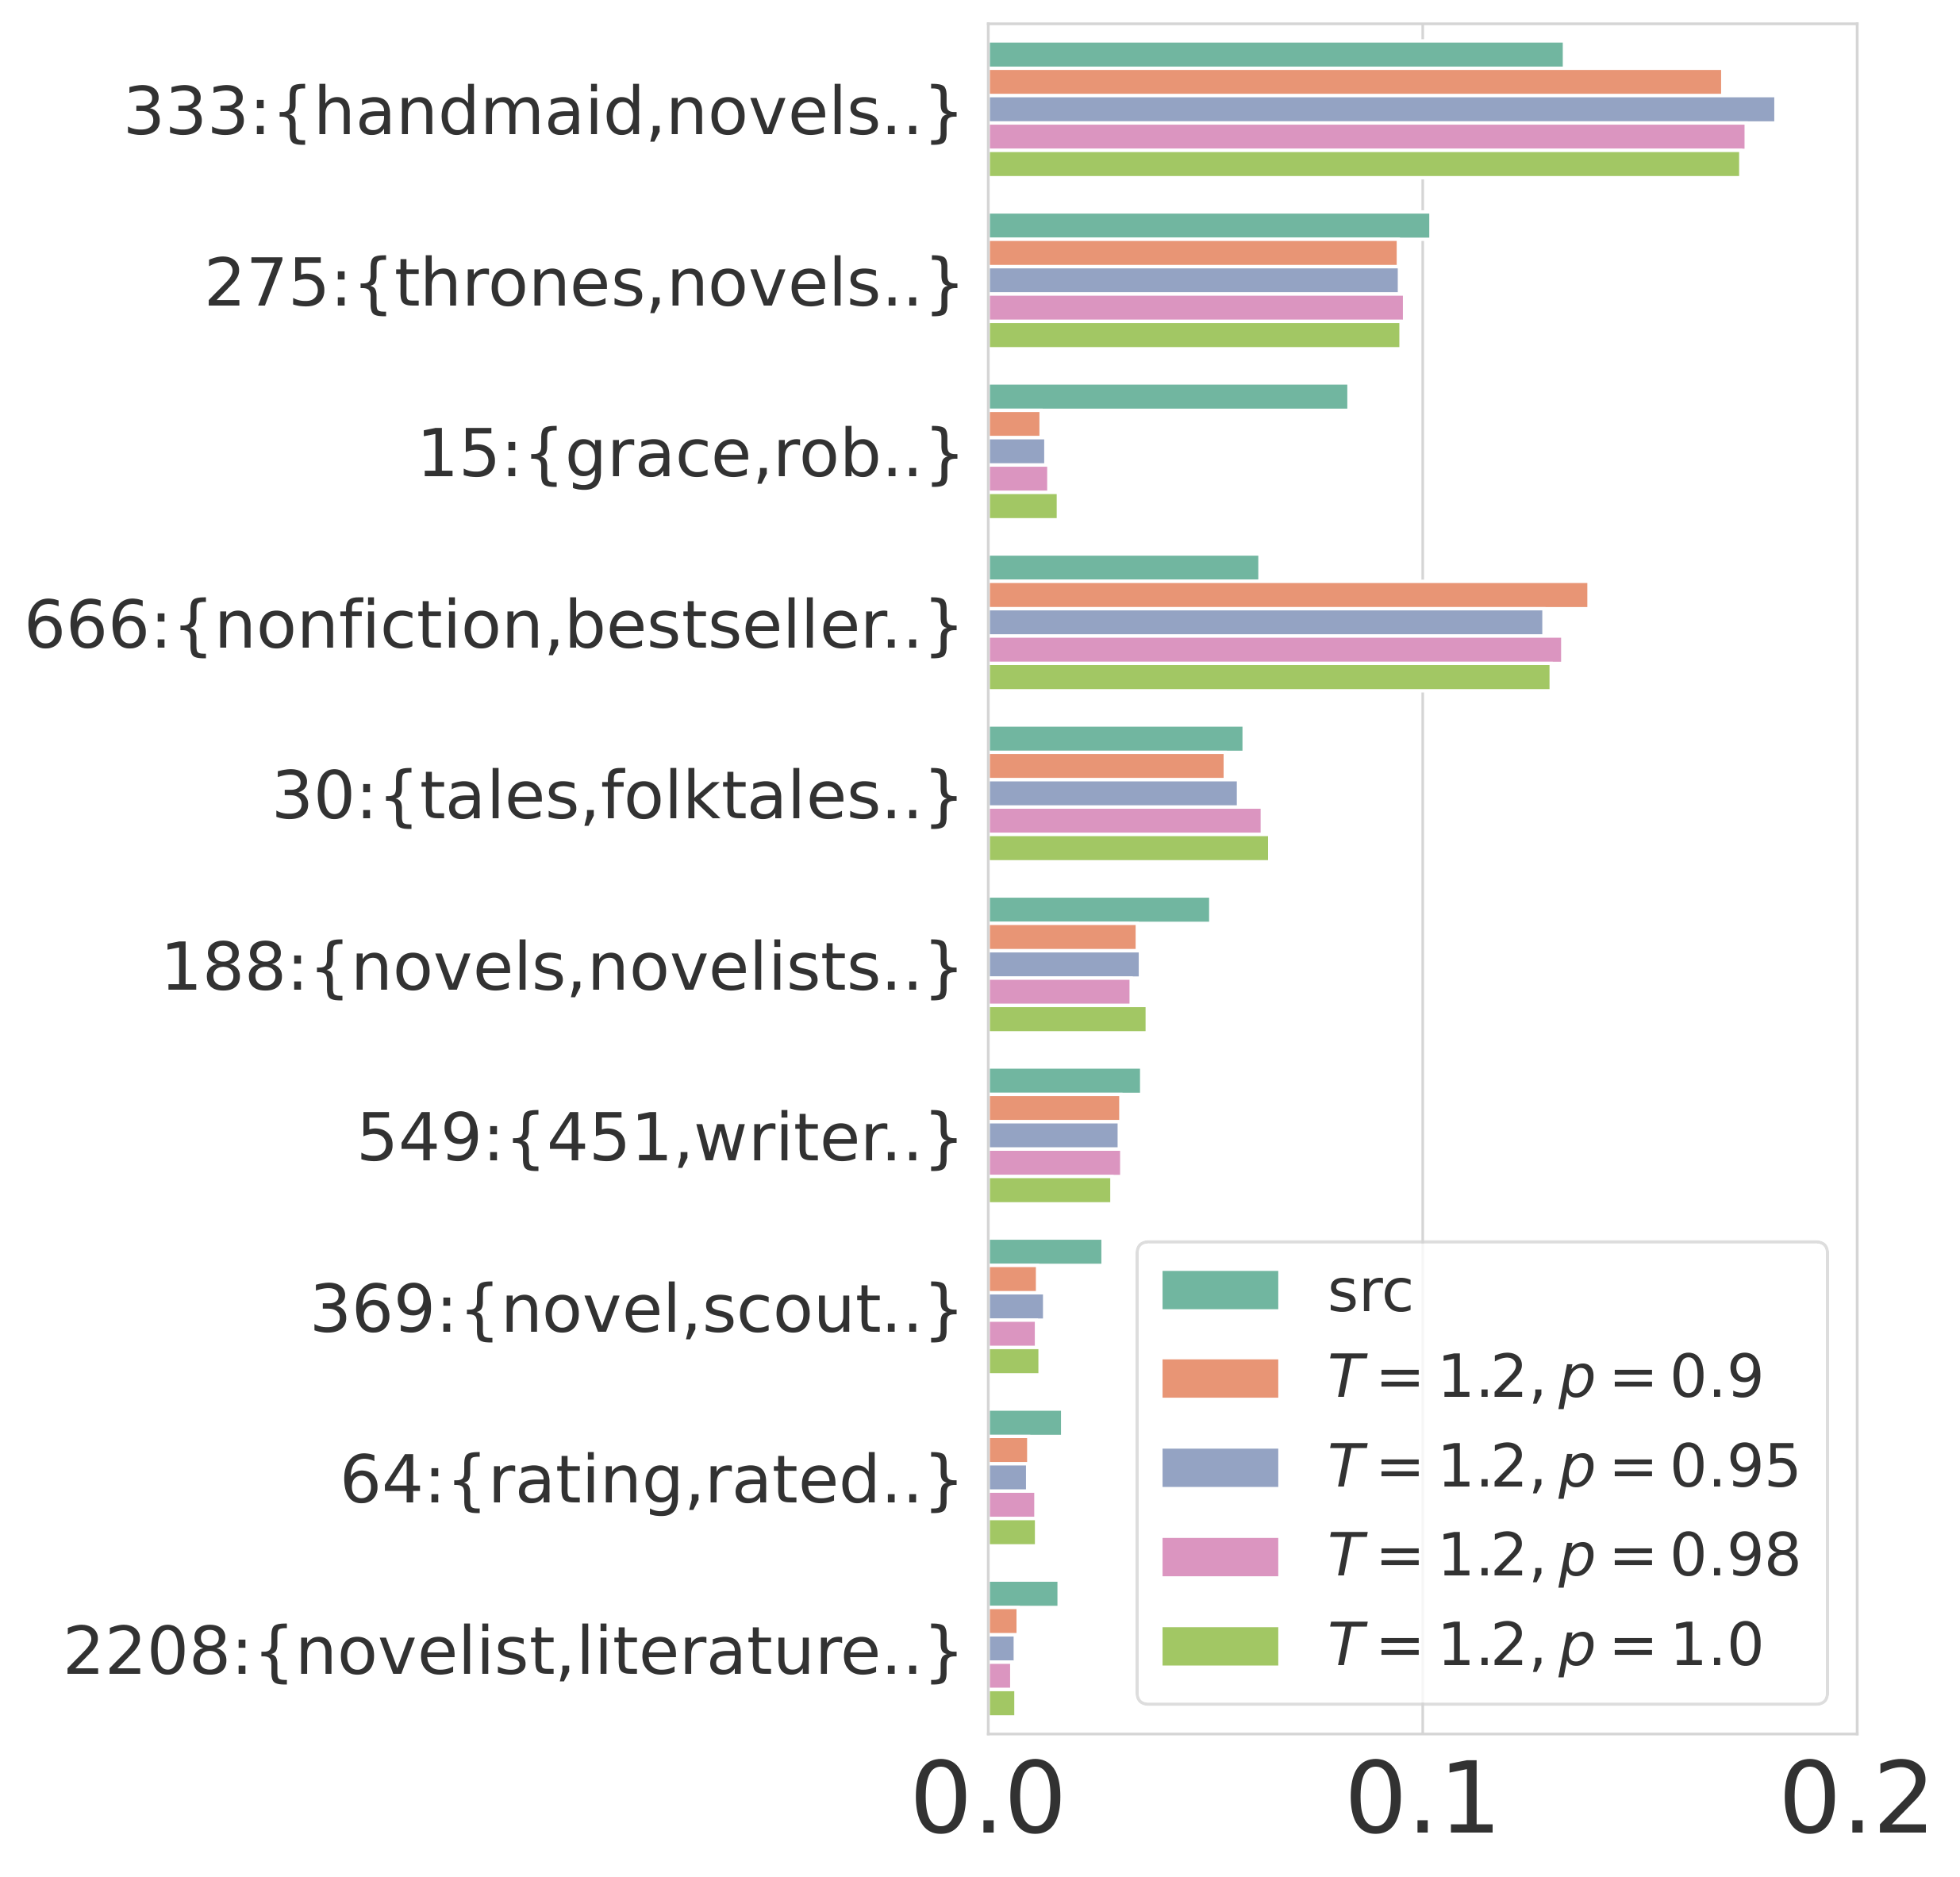 333:{handmaid,novels..}
275:{thrones,novels..}
15:{grace,rob..}
666:{nonfiction,bestseller..}
30:{tales,folktales..}
188:{novels,novelists..}
549:{451,writer..}
369:{novel,scout..}
64:{rating,rated..}
2208:{novelist,literature..}
src
T = 1.2, p = 0.9
T = 1.2, p = 0.95
T = 1.2, p = 0.98
T = 1.2, p = 1.0
0.0 0.1 0.2